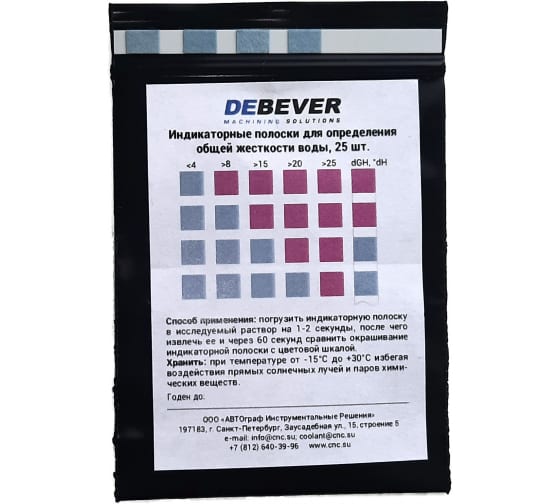 DEBEVER
MACHINING SOLUTIONS
Индикаторные полоски для определения
общей жесткости воды, 25 шт.
<4 >8 >15 >20 >25 dGH, °dH
Способ применения: погрузить индикаторную полоску
в исследуемый раствор на 1-2 секунды, после чего
извлечь ее и через 60 секунд сравнить окрашивание
индикаторной полоски с цветовой шкалой.
Хранить: при температуре от -15°С до +30°С избегая
воздействия прямых солнечных лучей и паров хими-
ческих веществ.
Годен до:
ООО «АВТОграф Инструментальные Решения»
197183, г. Санкт-Петербург, Заусадебная ул., 15, строение 5
e-mail: info@cnc.su; coolant@cnc.su
+7 (812) 640-39-96 www.cnc.su